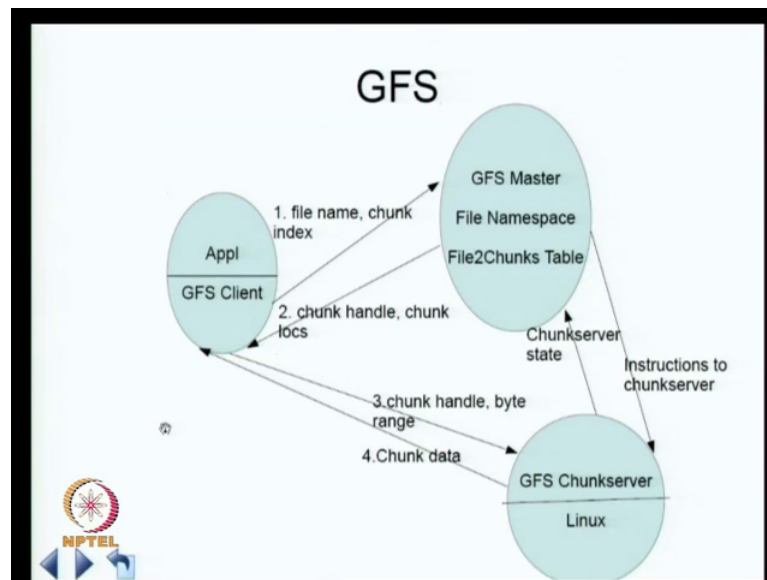 GFS
GFS Master
File Namespace
File2Chunks Table
1. file name, chunk
index
Appl
GFS Client
2. chunk handle, chunk
locs
Chunkserver
state
Instructions to
chunkserver
3.chunk handle, byte
range
4.Chunk data
GFS Chunkserver
Linux
NPTEL